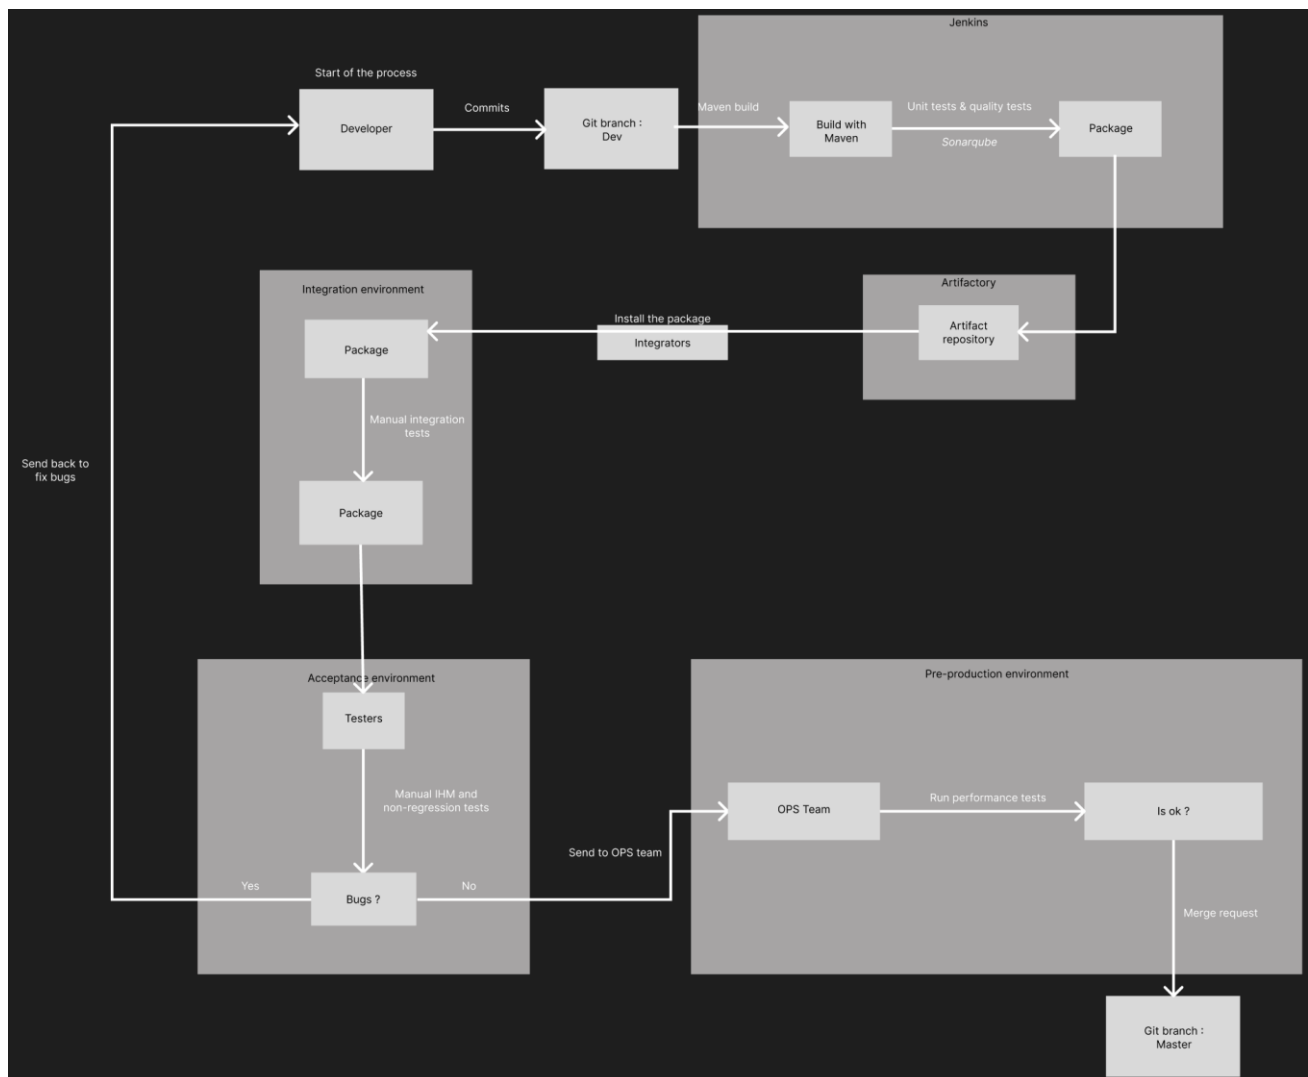 Jenkins
Start of the process
Developer
Commits
Git branch :
Dev
Maven build
Build with
Maven
Unit tests & quality tests
Sonarqube
Package
Integration environment
Package
Manual integration
tests
Package
Install the package
Integrators
Artifactory
Artifact
repository
Send back to
fix bugs
Acceptance environment
Testers
Manual IHM and
non-regression tests
Yes
Bugs ?
No
Send to OPS team
Pre-production environment
OPS Team
Run performance tests
Is ok ?
Merge request
Git branch :
Master